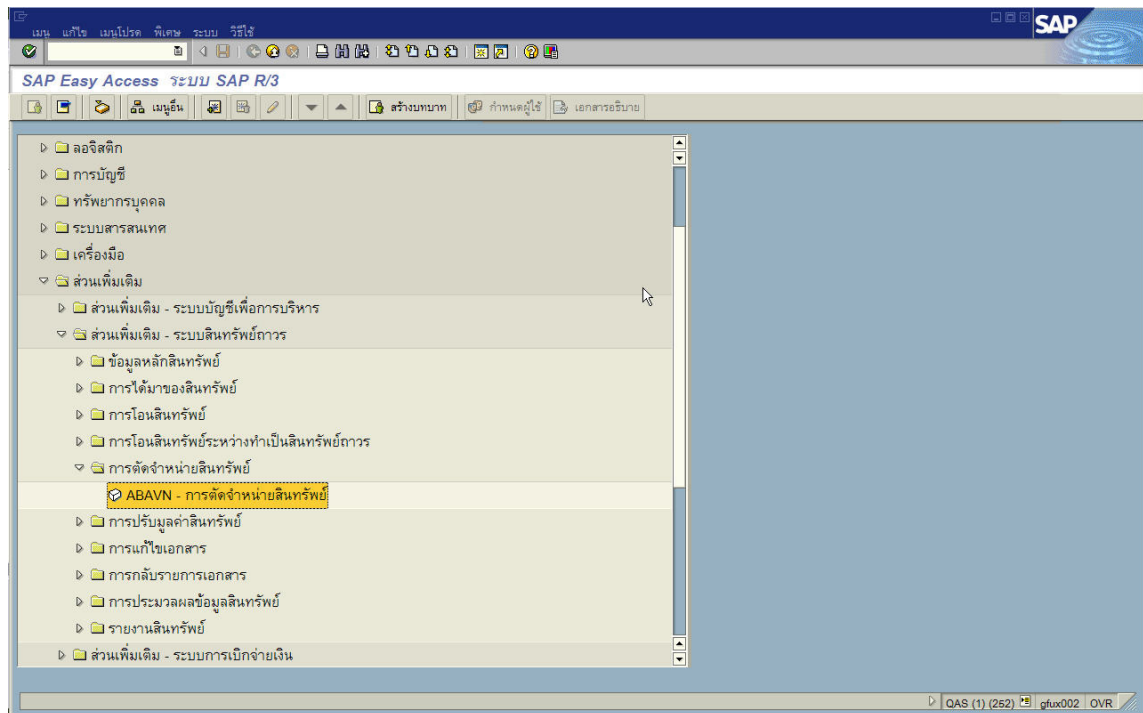 เมนู แก้ไข เมนูโปรด พิเศษ ระบบ วิธีใช้
SAP
SAP Easy Access ระบบ SAP R/3
เมนูอื่น สร้างบทบาท กำหนดผู้ใช้ เอกสารอธิบาย
ลอจิสติก
การบัญชี
ทรัพยากรบุคคล
ระบบสารสนเทศ
เครื่องมือ
ส่วนเพิ่มเติม
ส่วนเพิ่มเติม - ระบบบัญชีเพื่อการบริหาร
ส่วนเพิ่มเติม - ระบบสินทรัพย์ถาวร
ข้อมูลหลักสินทรัพย์
การได้มาของสินทรัพย์
การโอนสินทรัพย์
การโอนสินทรัพย์ระหว่างทำเป็นสินทรัพย์ถาวร
การตัดจำหน่ายสินทรัพย์
ABAVN - การตัดจำหน่ายสินทรัพย์
การปรับมูลค่าสินทรัพย์
การแก้ไขเอกสาร
การกลับรายการเอกสาร
การประมวลผลข้อมูลสินทรัพย์
รายงานสินทรัพย์
ส่วนเพิ่มเติม - ระบบการเบิกจ่ายเงิน
QAS (1) (252) gfux002 OVR